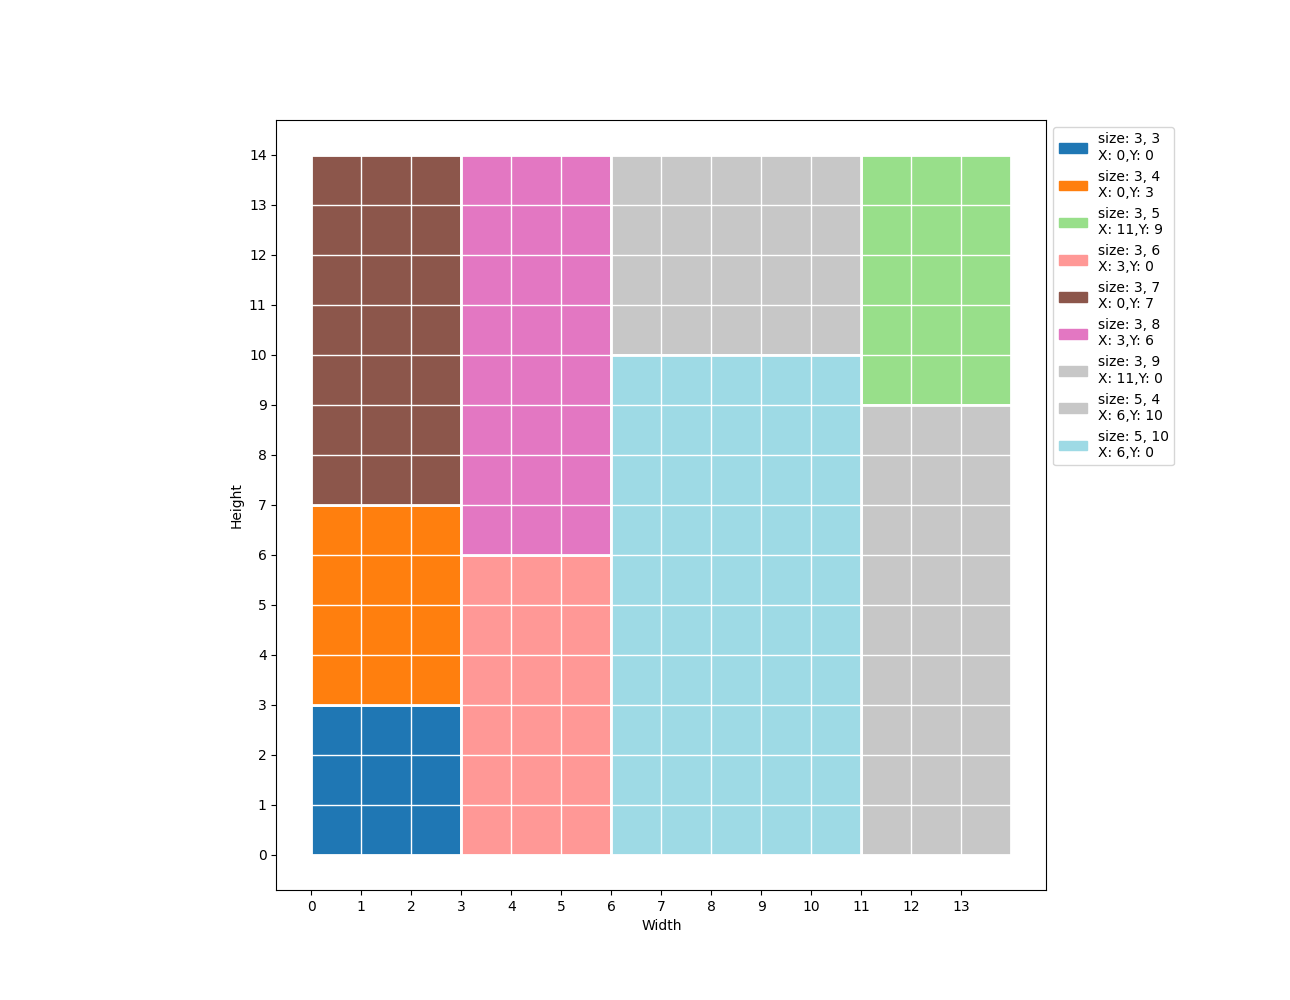 14
13
12
11
10
9
8
7
6
5
4
3
2
1
0
Height
0 1 2 3 4 5 6 7 8 9 10 11 12 13
Width
size: 3, 3
X: 0,Y: 0
size: 3, 4
X: 0,Y: 3
size: 3, 5
X: 11,Y: 9
size: 3, 6
X: 3,Y: 0
size: 3, 7
X: 0,Y: 7
size: 3, 8
X: 3,Y: 6
size: 3, 9
X: 11,Y: 0
size: 5, 4
X: 6,Y: 10
size: 5, 10
X: 6,Y: 0